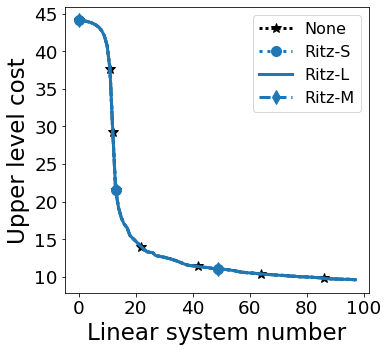 45
40
35
30
25
20
15
10
Upper level cost
None
Ritz-S
Ritz-L
Ritz-M
0 20 40 60 80 100
Linear system number